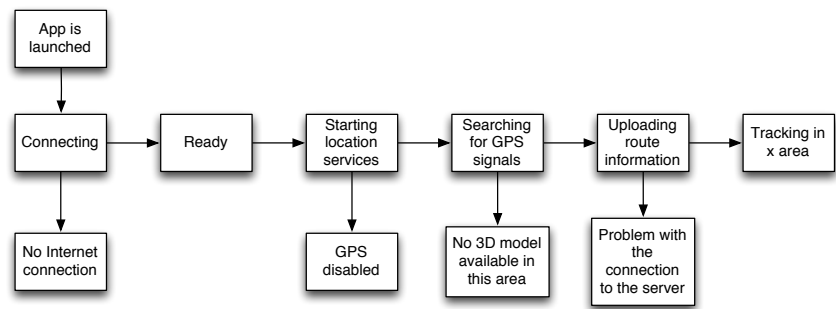 App is
launched
Connecting
Ready
Starting
location
services
Searching
for GPS
signals
Uploading
route
information
Tracking in
x area
No Internet
connection
GPS
disabled
No 3D model
available in
this area
Problem with
the
connection
to the server